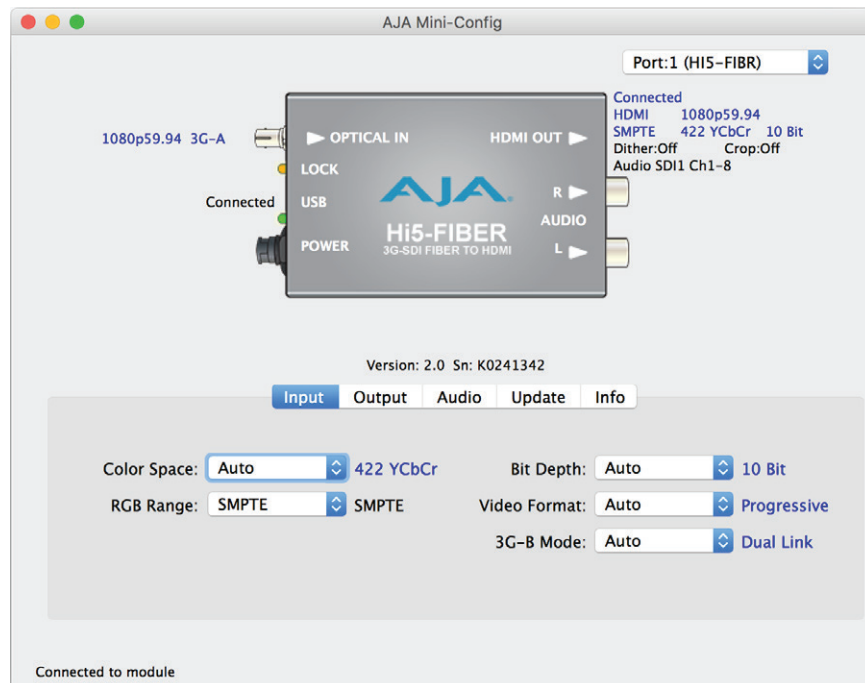 AJA Mini-Config
Port:1 (HI5-FIBR)
Connected
HDMI 1080p59.94
SMPTE 422 YCbCr 10 Bit
Dither:Off Crop:Off
Audio SDI1 Ch1-8
1080p59.94 3G-A
OPTICAL IN
HDMI OUT
LOCK
Connected
USB
AJA
R
AUDIO
L
POWER
Hi5-FIBER
3G-SDI FIBER TO HDMI
Version: 2.0 Sn: K0241342
Input Output Audio Update Info
Color Space: Auto 422 YCbCr
Bit Depth: Auto 10 Bit
RGB Range: SMPTE SMPTE
Video Format: Auto Progressive
3G-B Mode: Auto Dual Link
Connected to module